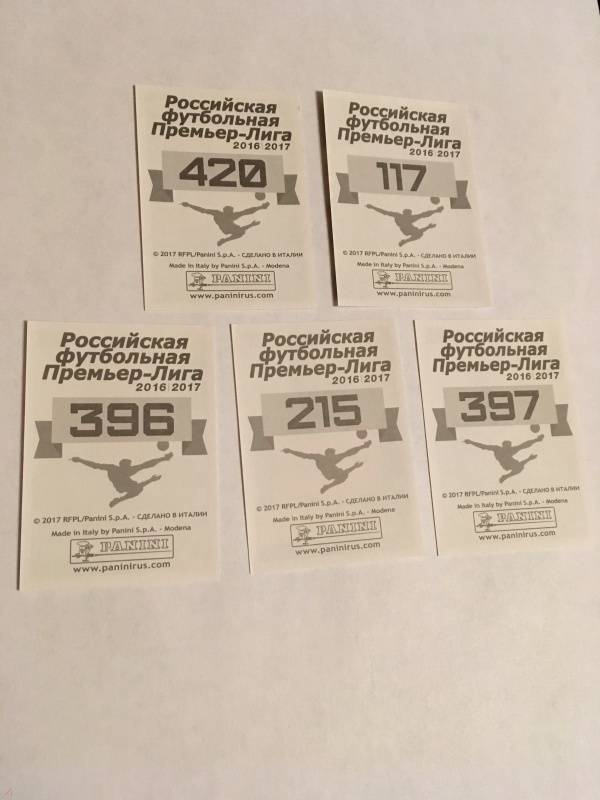 Российская
футбольная
Премьер-Лига
2016|2017
420
© 2017 RFPL/Panini S.p.A. - СДЕЛАНО В ИТАЛИИ
Made in Italy by Panini S.p.A. - Modena
PANINI
www.paninirus.com
Российская
футбольная
Премьер-Лига
2016|2017
117
© 2017 RFPL/Panini S.p.A. - СДЕЛАНО В ИТАЛИИ
Made in Italy by Panini S.p.A. - Modena
PANINI
www.paninirus.com
Российская
футбольная
Премьер-Лига
2016|2017
396
© 2017 RFPL/Panini S.p.A. - СДЕЛАНО В ИТАЛИИ
Made in Italy by Panini S.p.A. - Modena
PANINI
www.paninirus.com
Российская
футбольная
Премьер-Лига
2016|2017
215
© 2017 RFPL/Panini S.p.A. - СДЕЛАНО В ИТАЛИИ
Made in Italy by Panini S.p.A. - Modena
PANINI
www.paninirus.com
Российская
футбольная
Премьер-Лига
2016|2017
397
© 2017 RFPL/Panini S.p.A. - СДЕЛАНО В ИТАЛИИ
Made in Italy by Panini S.p.A. - Modena
PANINI
www.paninirus.com